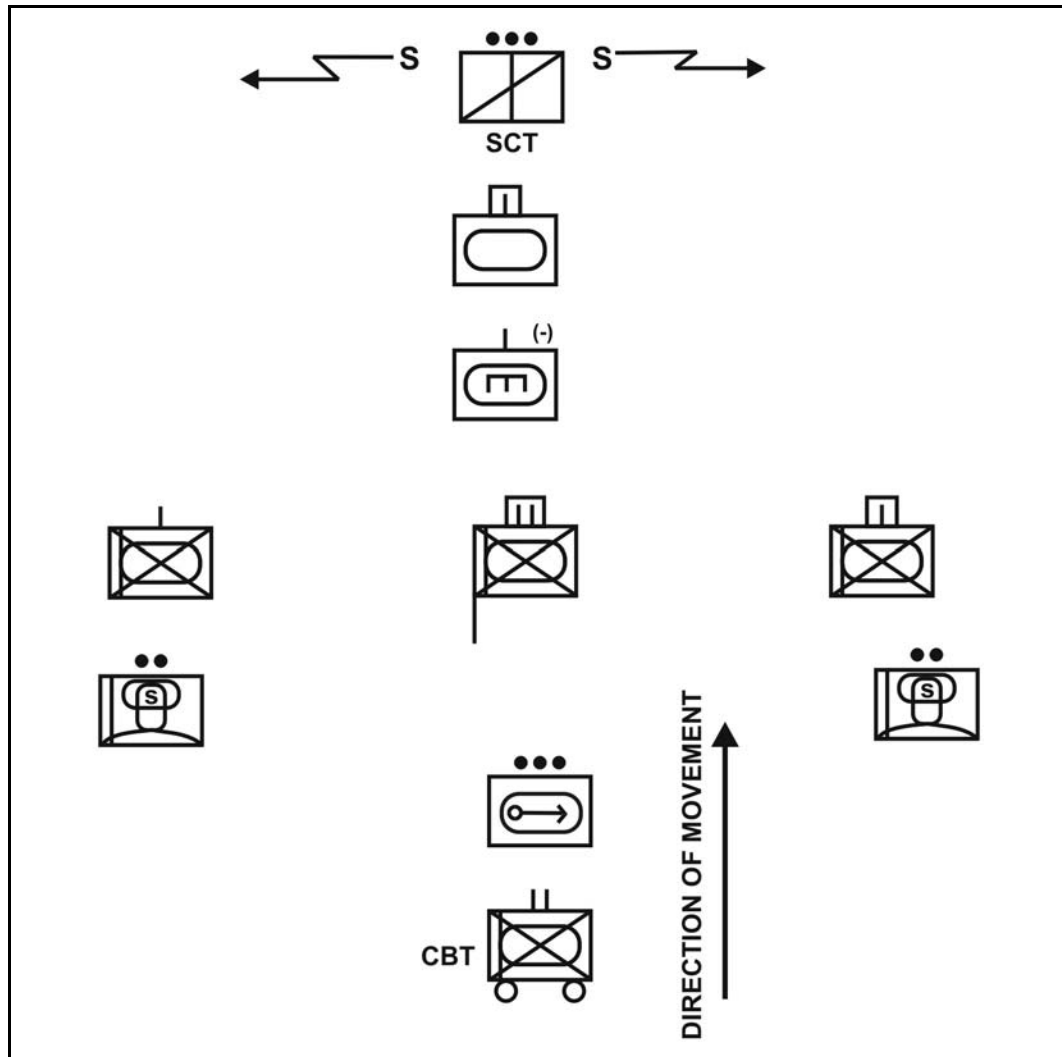 S S
SCT
(-)
S
S
CBT
DIRECTION OF MOVEMENT